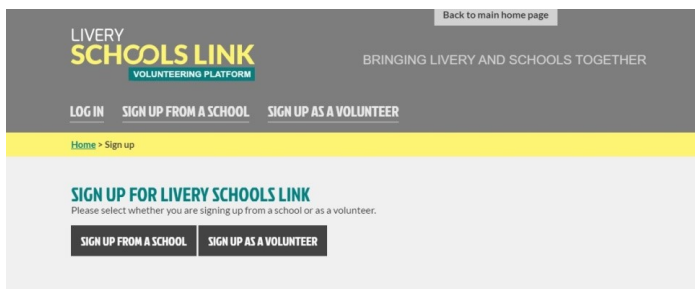 Back to main home page
LIVERY
SCHOOLS LINK
VOLUNTEERING PLATFORM
BRINGING LIVERY AND SCHOOLS TOGETHER
LOG IN SIGN UP FROM A SCHOOL SIGN UP AS A VOLUNTEER
Home > Sign up
SIGN UP FOR LIVERY SCHOOLS LINK
Please select whether you are signing up from a school or as a volunteer.
SIGN UP FROM A SCHOOL SIGN UP AS A VOLUNTEER